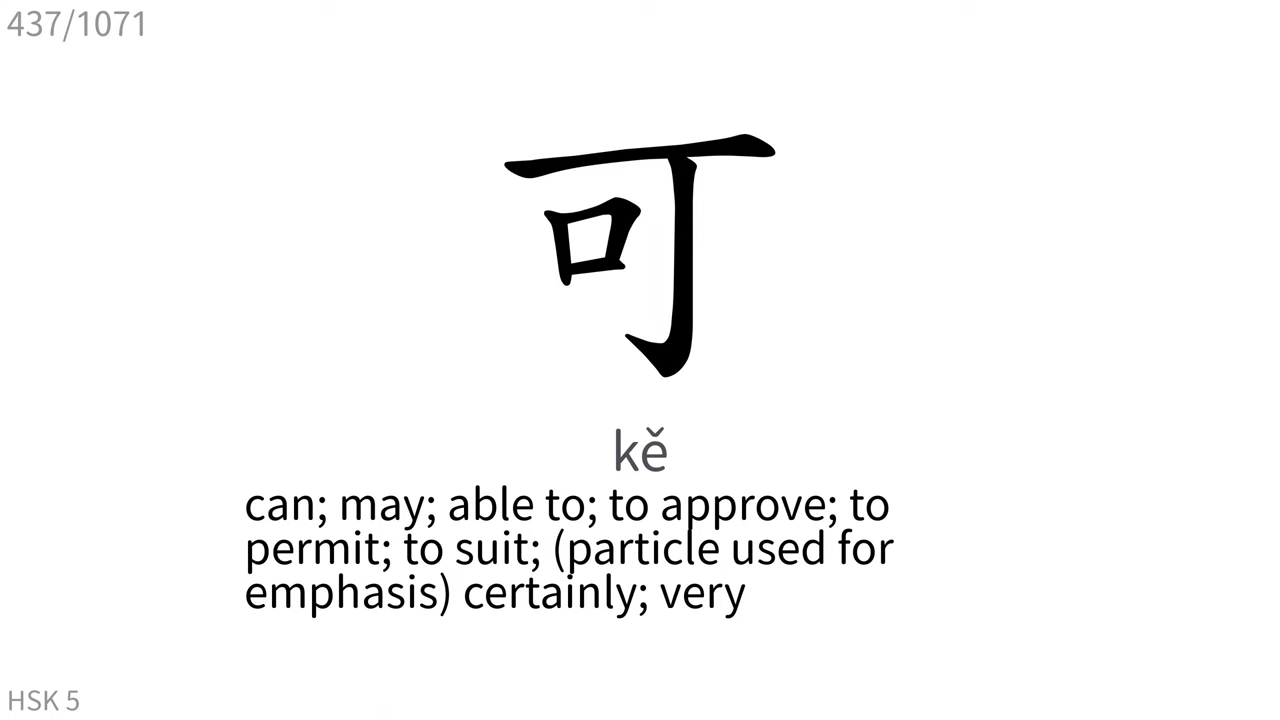 437/1071
可
kě
can; may; able to; to approve; to
permit; to suit; (particle used for
emphasis) certainly; very
HSK 5